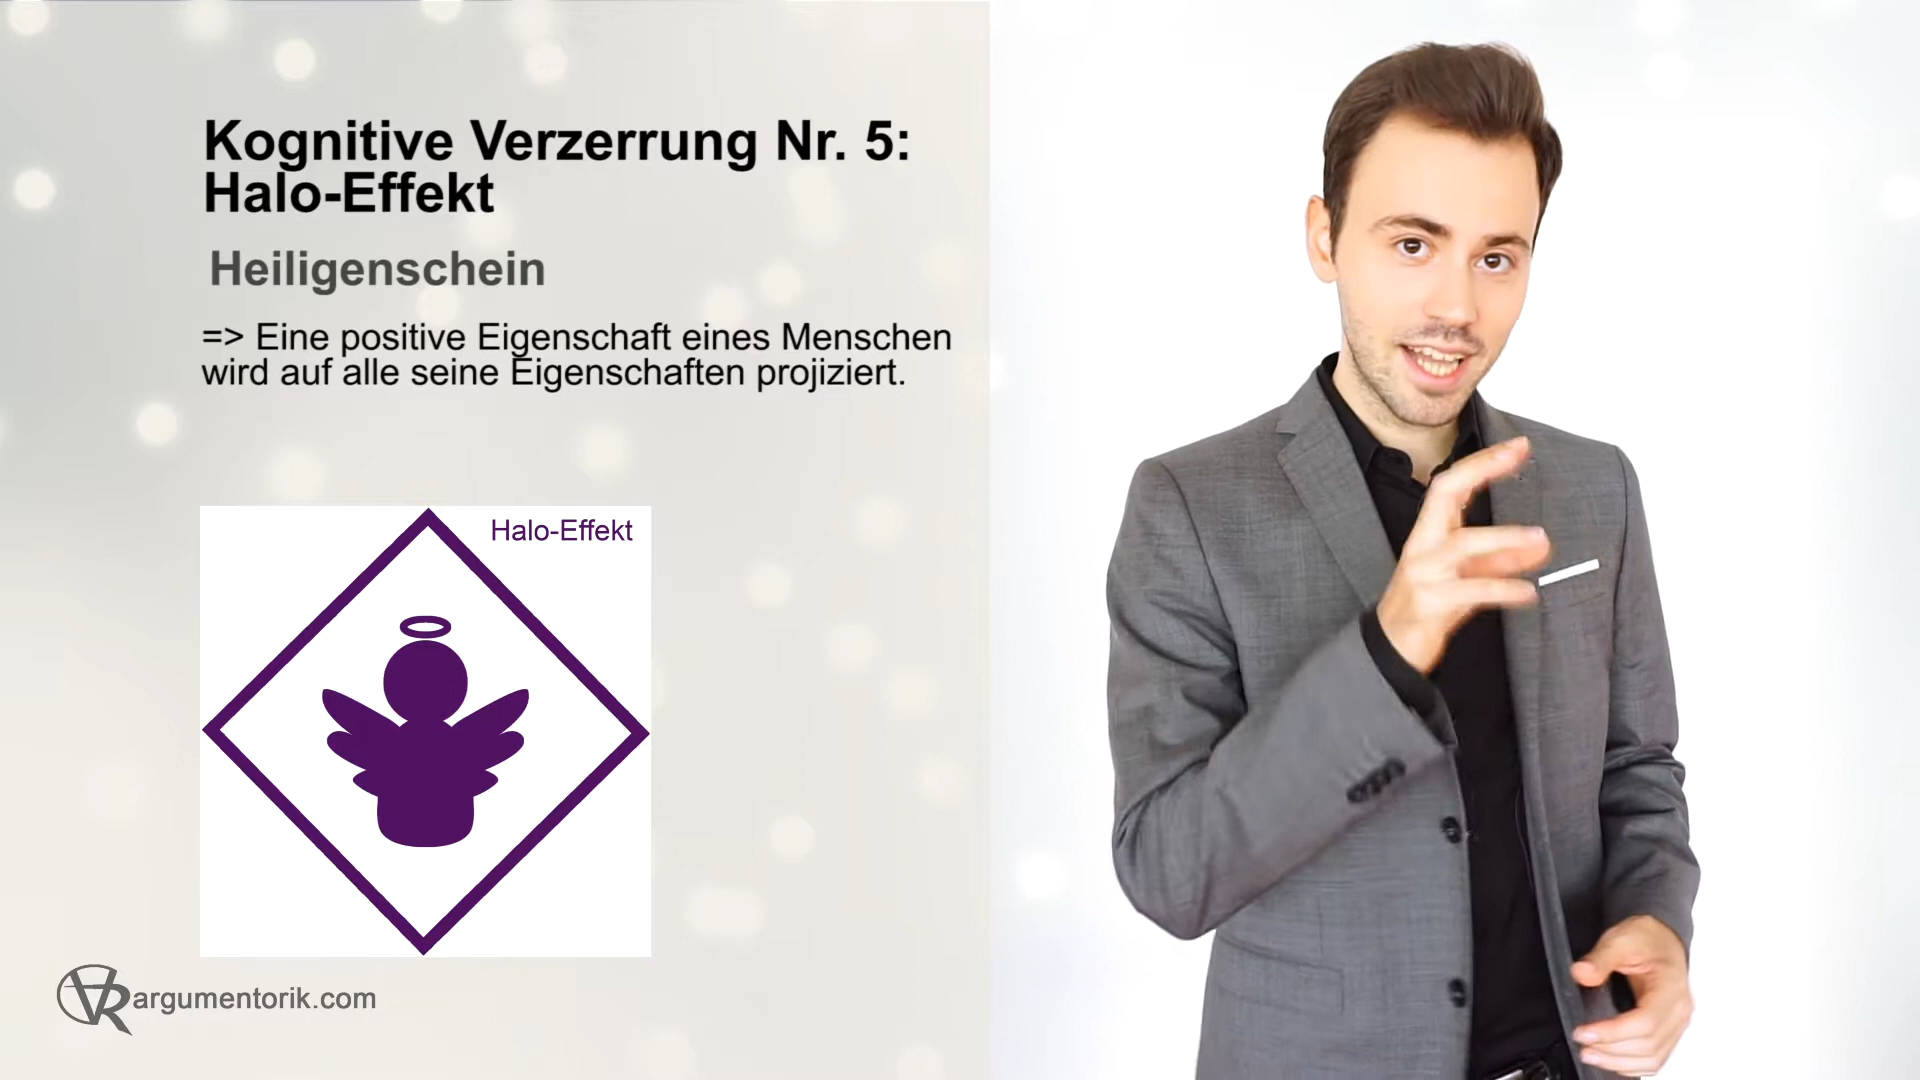 Kognitive Verzerrung Nr. 5:
Halo-Effekt
Heiligenschein
=> Eine positive Eigenschaft eines Menschen
wird auf alle seine Eigenschaften projiziert.
Halo-Effekt
argumentorik.com